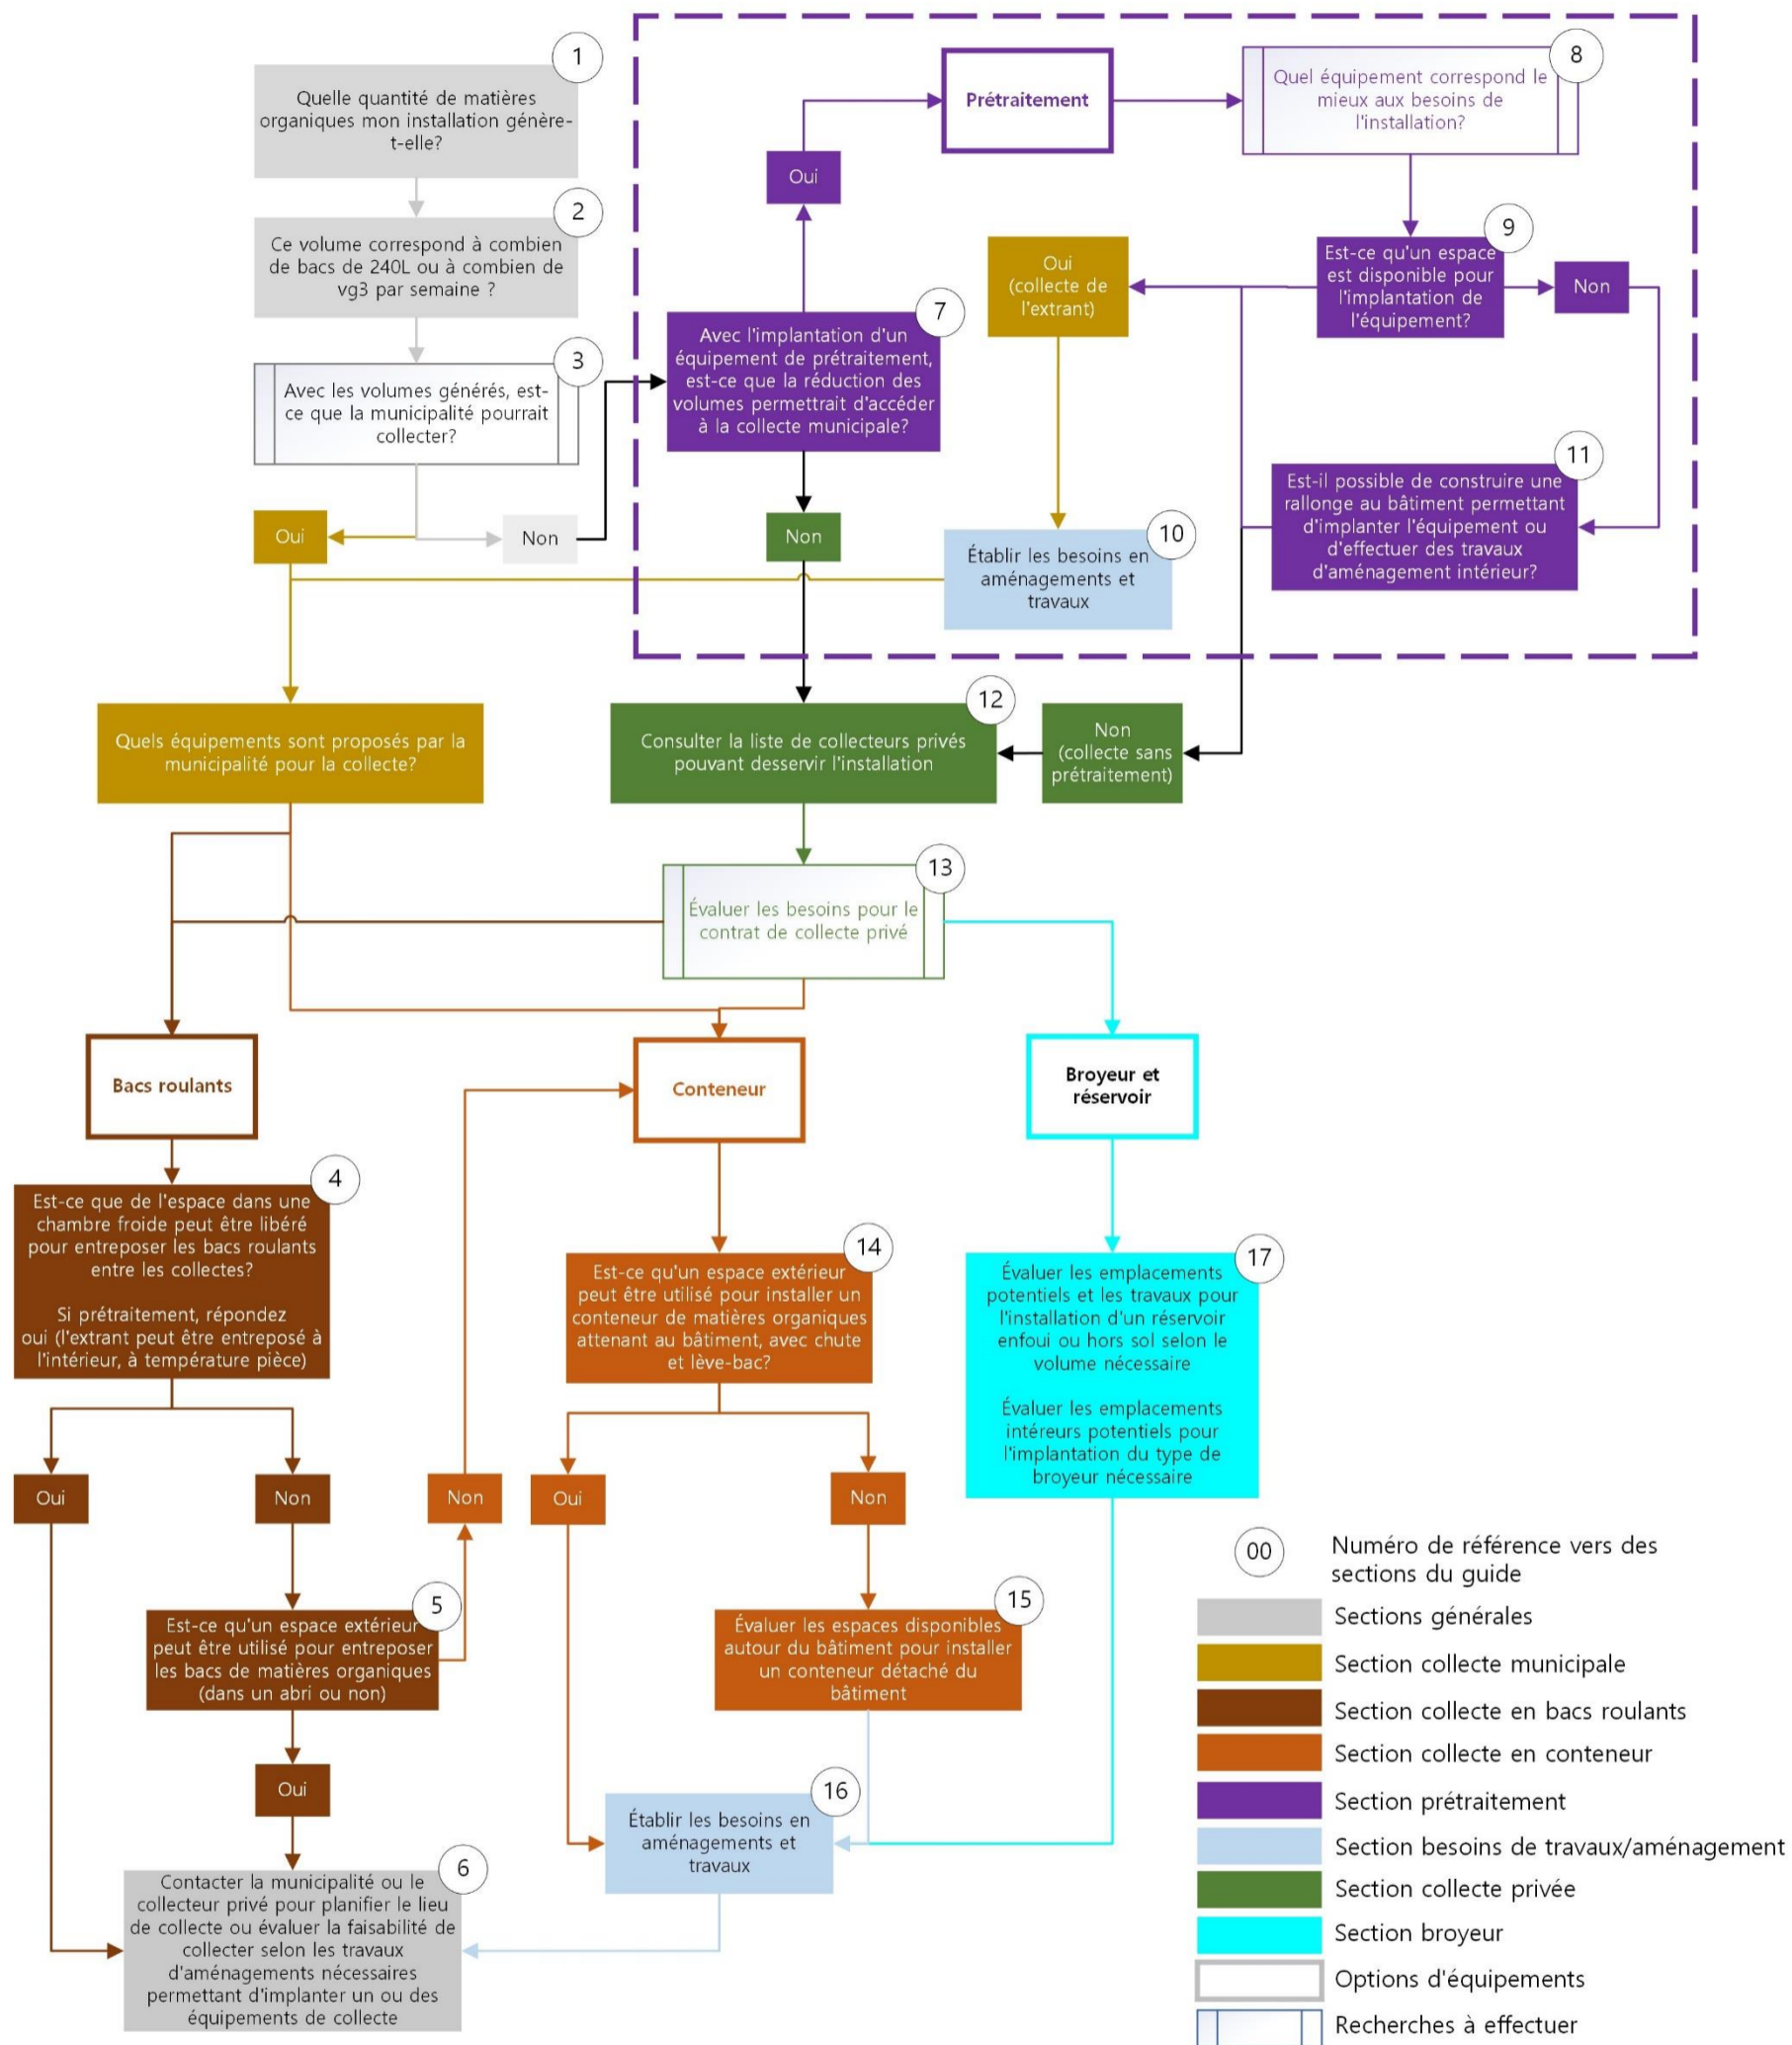 1
Quelle quantité de matières
organiques mon installation génère-
t-elle?
2
Ce volume correspond à combien
de bacs de 240L ou à combien de
vg3 par semaine ?
3
Avec les volumes générés, est-
ce que la municipalité pourrait
collecter?
Oui
Non
7
Avec l'implantation d'un
équipement de prétraitement,
est-ce que la réduction des
volumes permettrait d'accéder
à la collecte municipale?
Oui
Non
Prétraitement
8
Quel équipement correspond le
mieux aux besoins de
l'installation?
9
Est-ce qu'un espace
est disponible pour
l'implantation de
l'équipement?
Non
Oui
(collecte de
l'extrant)
11
Est-il possible de construire une
rallonge au bâtiment permettant
d'implanter l'équipement ou
d'effectuer des travaux
d'aménagement intérieur?
10
Établir les besoins en
aménagements et
travaux
Quels équipements sont proposés par la
municipalité pour la collecte?
12
Consulter la liste de collecteurs privés
pouvant desservir l'installation
Non
(collecte sans
prétraitement)
13
Évaluer les besoins pour le
contrat de collecte privé
Bacs roulants
Conteneur
Broyeur et
réservoir
4
Est-ce que de l'espace dans une
chambre froide peut être libéré
pour entreposer les bacs roulants
entre les collectes?
Si prétraitement, répondez
oui (l'extrant peut être entreposé à
l'intérieur, à température pièce)
Oui
Non
5
Est-ce qu'un espace extérieur
peut être utilisé pour entreposer
les bacs de matières organiques
(dans un abri ou non)
Non
Oui
6
Contacter la municipalité ou le
collecteur privé pour planifier le lieu
de collecte ou évaluer la faisabilité de
collecter selon les travaux
d'aménagements nécessaires
permettant d'implanter un ou des
équipements de collecte
14
Est-ce qu'un espace extérieur
peut être utilisé pour installer un
conteneur de matières organiques
attenant au bâtiment, avec chute
et lève-bac?
Oui
Non
15
Évaluer les espaces disponibles
autour du bâtiment pour installer
un conteneur détaché du
bâtiment
16
Établir les besoins en
aménagements et
travaux
17
Évaluer les emplacements
potentiels et les travaux pour
l'installation d'un réservoir
enfoui ou hors sol selon le
volume nécessaire
Évaluer les emplacements
intéreurs potentiels pour
l'implantation du type de
broyeur nécessaire
00
Numéro de référence vers des
sections du guide
Sections générales
Section collecte municipale
Section collecte en bacs roulants
Section collecte en conteneur
Section prétraitement
Section besoins de travaux/aménagement
Section collecte privée
Section broyeur
Options d'équipements
Recherches à effectuer